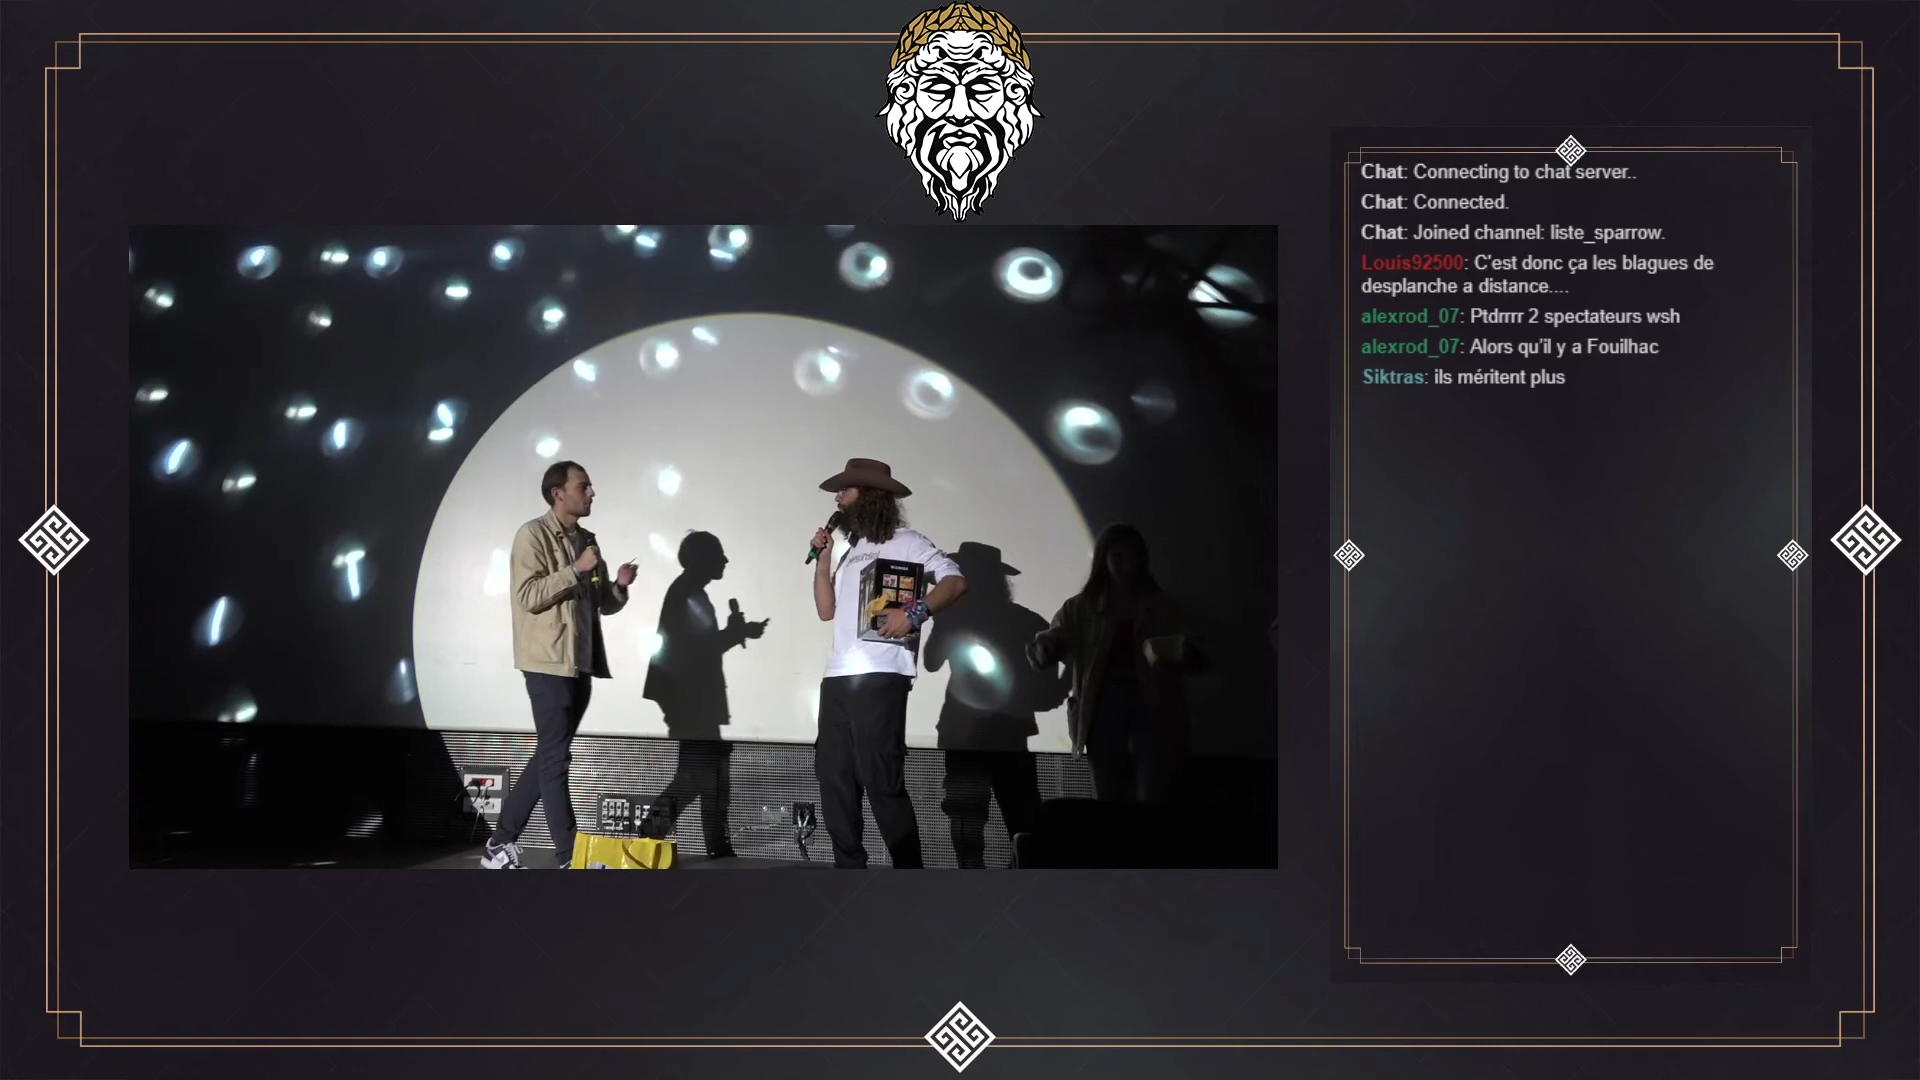 Chat: Connecting to chat server..
Chat: Connected.
Chat: Joined channel: liste_sparrow.
Louis92500: C'est donc ça les blagues de
desplanche a distance....
alexrod_07: Ptdrrrr 2 spectateurs wsh
alexrod_07: Alors qu'il y a Fouilhac
Siktras: ils méritent plus